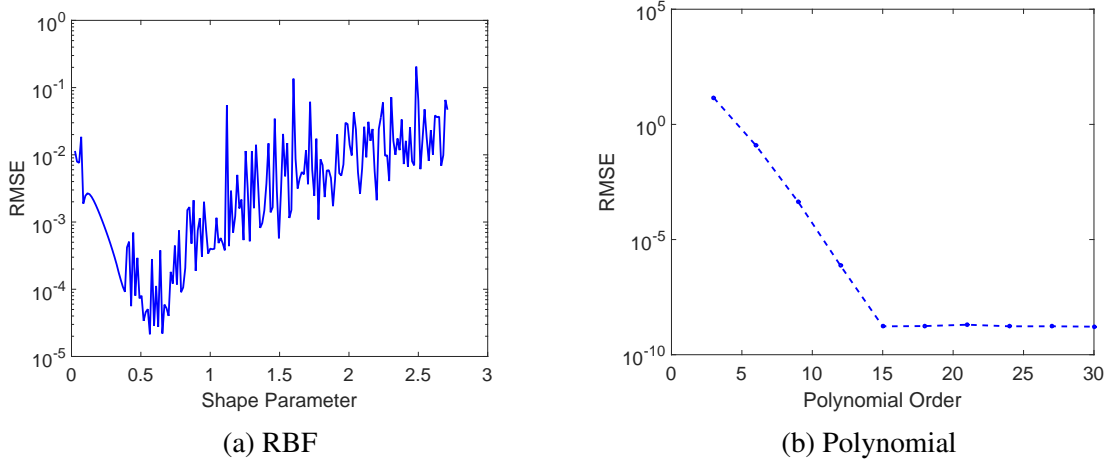 10^0
10^-1
10^-2
10^-3
10^-4
10^-5
RMSE
0 0.5 1 1.5 2 2.5 3
Shape Parameter
(a) RBF
10^5
10^0
10^-5
10^-10
RMSE
0 5 10 15 20 25 30
Polynomial Order
(b) Polynomial